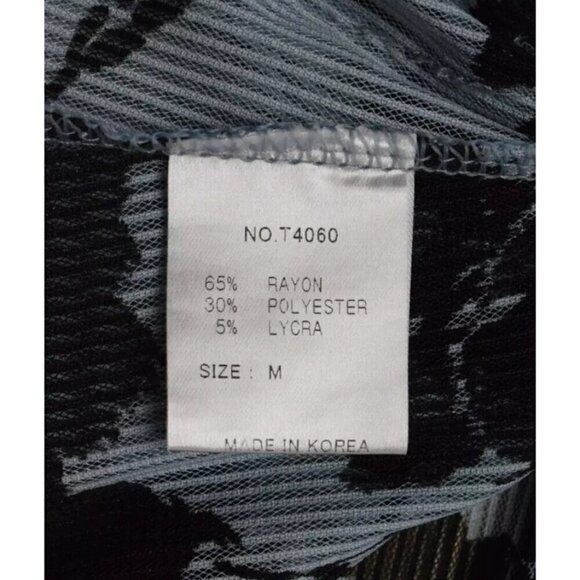 NO.T4060
65% RAYON
30% POLYESTER
5% LYCRA
SIZE : M
MADE IN KOREA